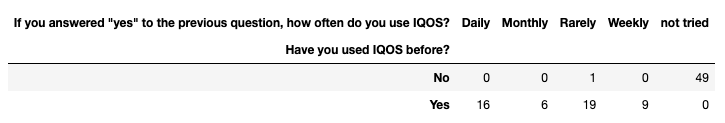 If you answered "yes" to the previous question, how often do you use IQOS? Daily Monthly Rarely Weekly not tried
Have you used IQOS before?
No 0 0 1 0 49
Yes 16 6 19 9 0